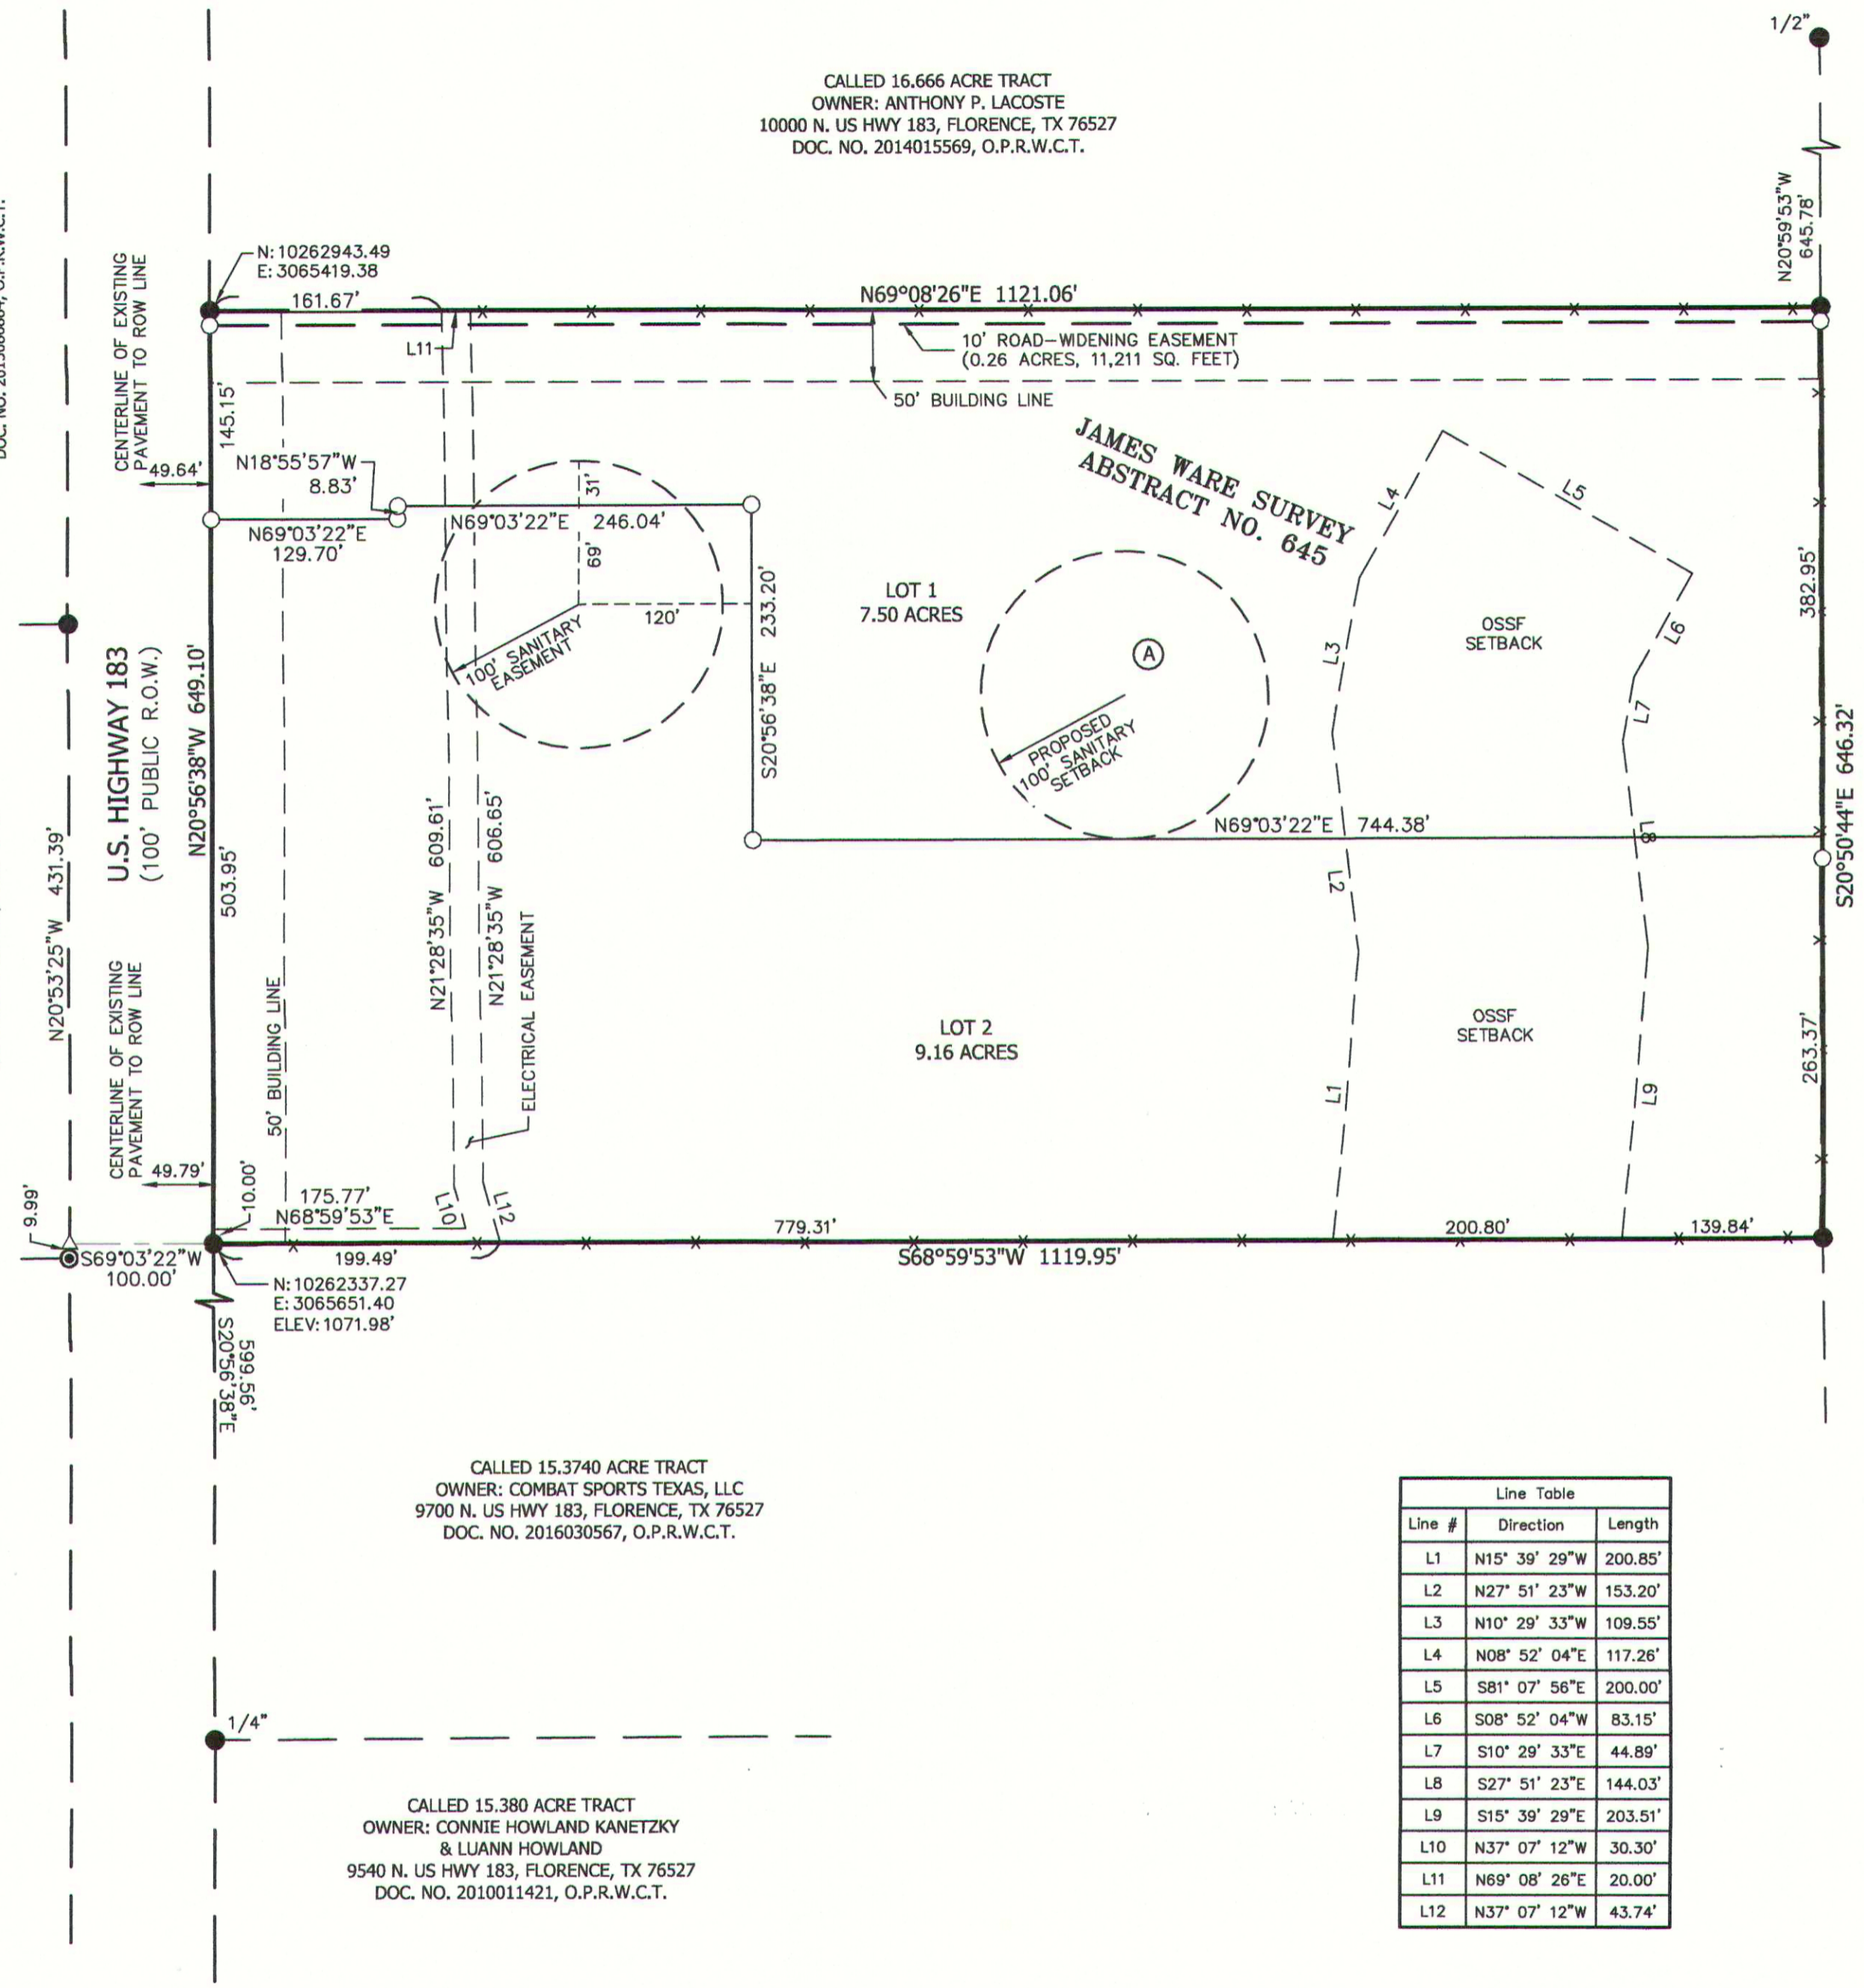 1/2"
CALLED 16.666 ACRE TRACT
OWNER: ANTHONY P. LACOSTE
10000 N. US HWY 183, FLORENCE, TX 76527
DOC. NO. 2014015569, O.P.R.W.C.T.
N20°59'53"W
645.78'
N:10262943.49
E:3065419.38
161.67'
N69°08'26"E 1121.06'
CENTERLINE OF EXISTING
PAVEMENT TO ROW LINE
L11
10' ROAD-WIDENING EASEMENT
(0.26 ACRES, 11,211 SQ. FEET)
50' BUILDING LINE
145.15'
49.64'
N18°55'57"W
8.83'
N69°03'22"E
129.70'
N69°03'22"E 246.04'
31'
69'
120'
100' SANITARY
EASEMENT
S20°56'38"E 233.20'
JAMES WARE SURVEY
ABSTRACT NO. 645
LOT 1
7.50 ACRES
A
PROPOSED
100' SANITARY
SETBACK
L4
L5
L3
L6
L7
OSSF
SETBACK
382.95'
S20°50'44"E 646.32'
N69°03'22"E 744.38'
L8
L2
U.S. HIGHWAY 183
(100' PUBLIC R.O.W.)
N20°56'38"W 649.10'
503.95'
N20°53'25"W 431.39'
N21°28'35"W 609.61'
N21°28'35"W 606.65'
ELECTRICAL EASEMENT
50' BUILDING LINE
CENTERLINE OF EXISTING
PAVEMENT TO ROW LINE
LOT 2
9.16 ACRES
OSSF
SETBACK
L1
L9
263.37'
49.79'
10.00'
9.99'
175.77'
N68°59'53"E
L10
L12
779.31'
200.80'
139.84'
S69°03'22"W
100.00'
199.49'
S68°59'53"W 1119.95'
N:10262337.27
E:3065651.40
ELEV:1071.98'
599.56'
S20°56'38"E
CALLED 15.3740 ACRE TRACT
OWNER: COMBAT SPORTS TEXAS, LLC
9700 N. US HWY 183, FLORENCE, TX 76527
DOC. NO. 2016030567, O.P.R.W.C.T.
1/4"
CALLED 15.380 ACRE TRACT
OWNER: CONNIE HOWLAND KANETZKY
& LUANN HOWLAND
9540 N. US HWY 183, FLORENCE, TX 76527
DOC. NO. 2010011421, O.P.R.W.C.T.
Line Table
Line # Direction Length
L1 N15° 39' 29"W 200.85'
L2 N27° 51' 23"W 153.20'
L3 N10° 29' 33"W 109.55'
L4 N08° 52' 04"E 117.26'
L5 S81° 07' 56"E 200.00'
L6 S08° 52' 04"W 83.15'
L7 S10° 29' 33"E 44.89'
L8 S27° 51' 23"E 144.03'
L9 S15° 39' 29"E 203.51'
L10 N37° 07' 12"W 30.30'
L11 N69° 08' 26"E 20.00'
L12 N37° 07' 12"W 43.74'